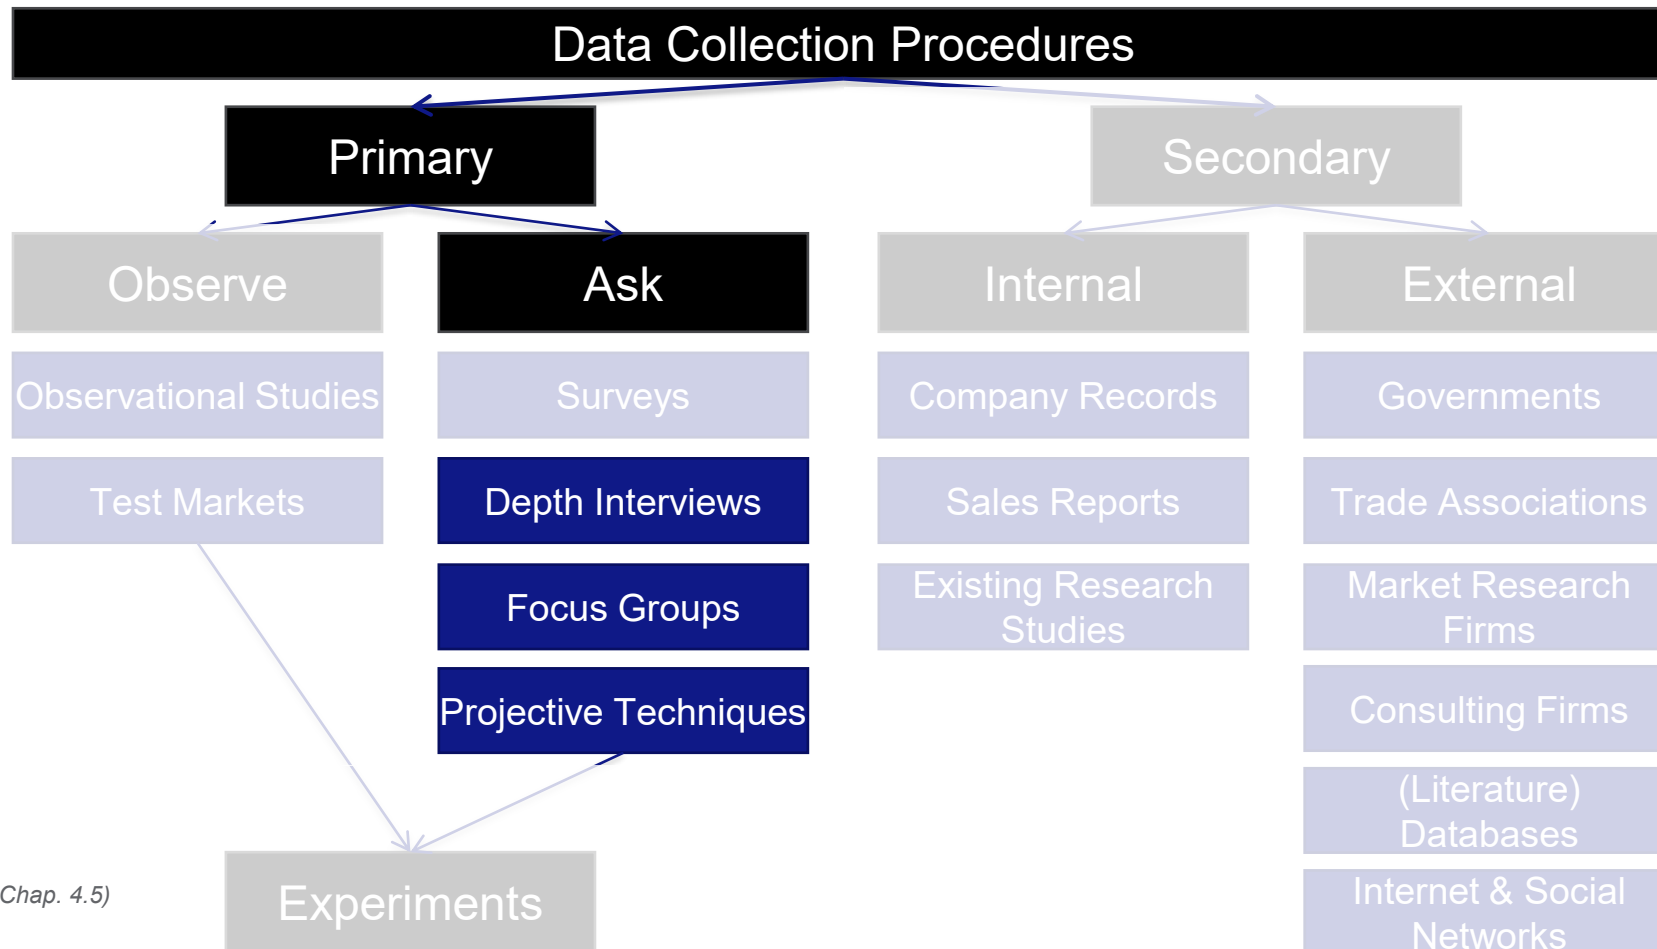 Data Collection Procedures
Primary
Secondary
Observe
Ask
Internal
External
Observational Studies
Surveys
Company Records
Governments
Test Markets
Depth Interviews
Sales Reports
Trade Associations
Focus Groups
Existing Research
Studies
Market Research
Firms
Projective Techniques
Consulting Firms
(Literature)
Databases
Chap. 4.5)
Experiments
Internet & Social
Networks